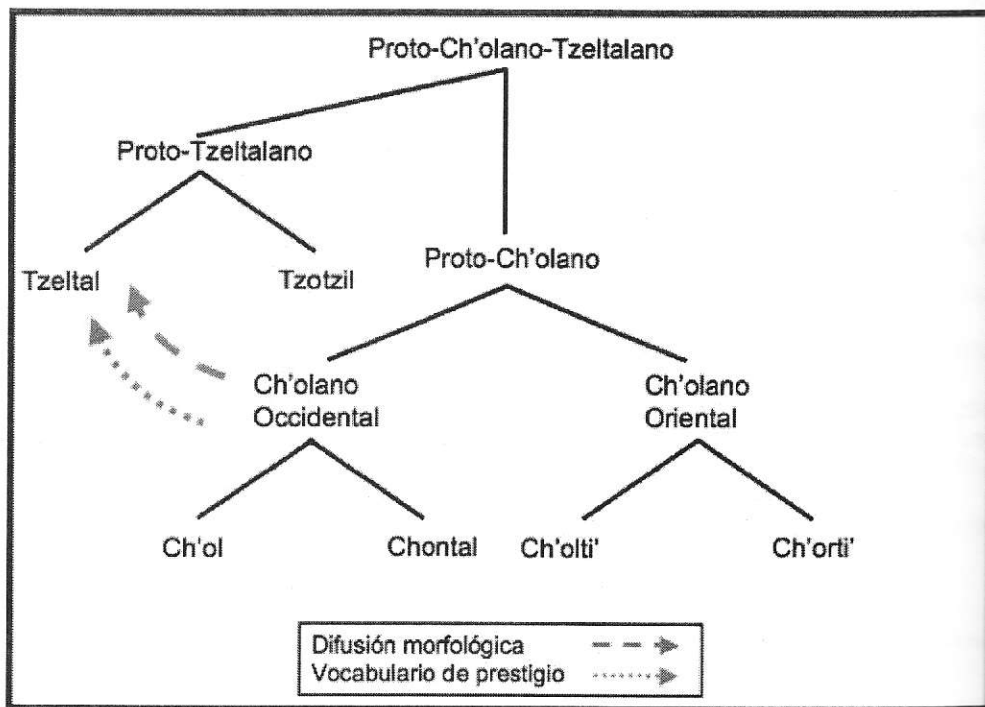 Proto-Ch'olano-Tzeltalano
Proto-Tzeltalano
Tzeltal
Tzotzil
Proto-Ch'olano
Ch'olano
Occidental
Ch'olano
Oriental
Ch'ol
Chontal
Ch'olti'
Ch'orti'
Difusión morfológica
Vocabulario de prestigio